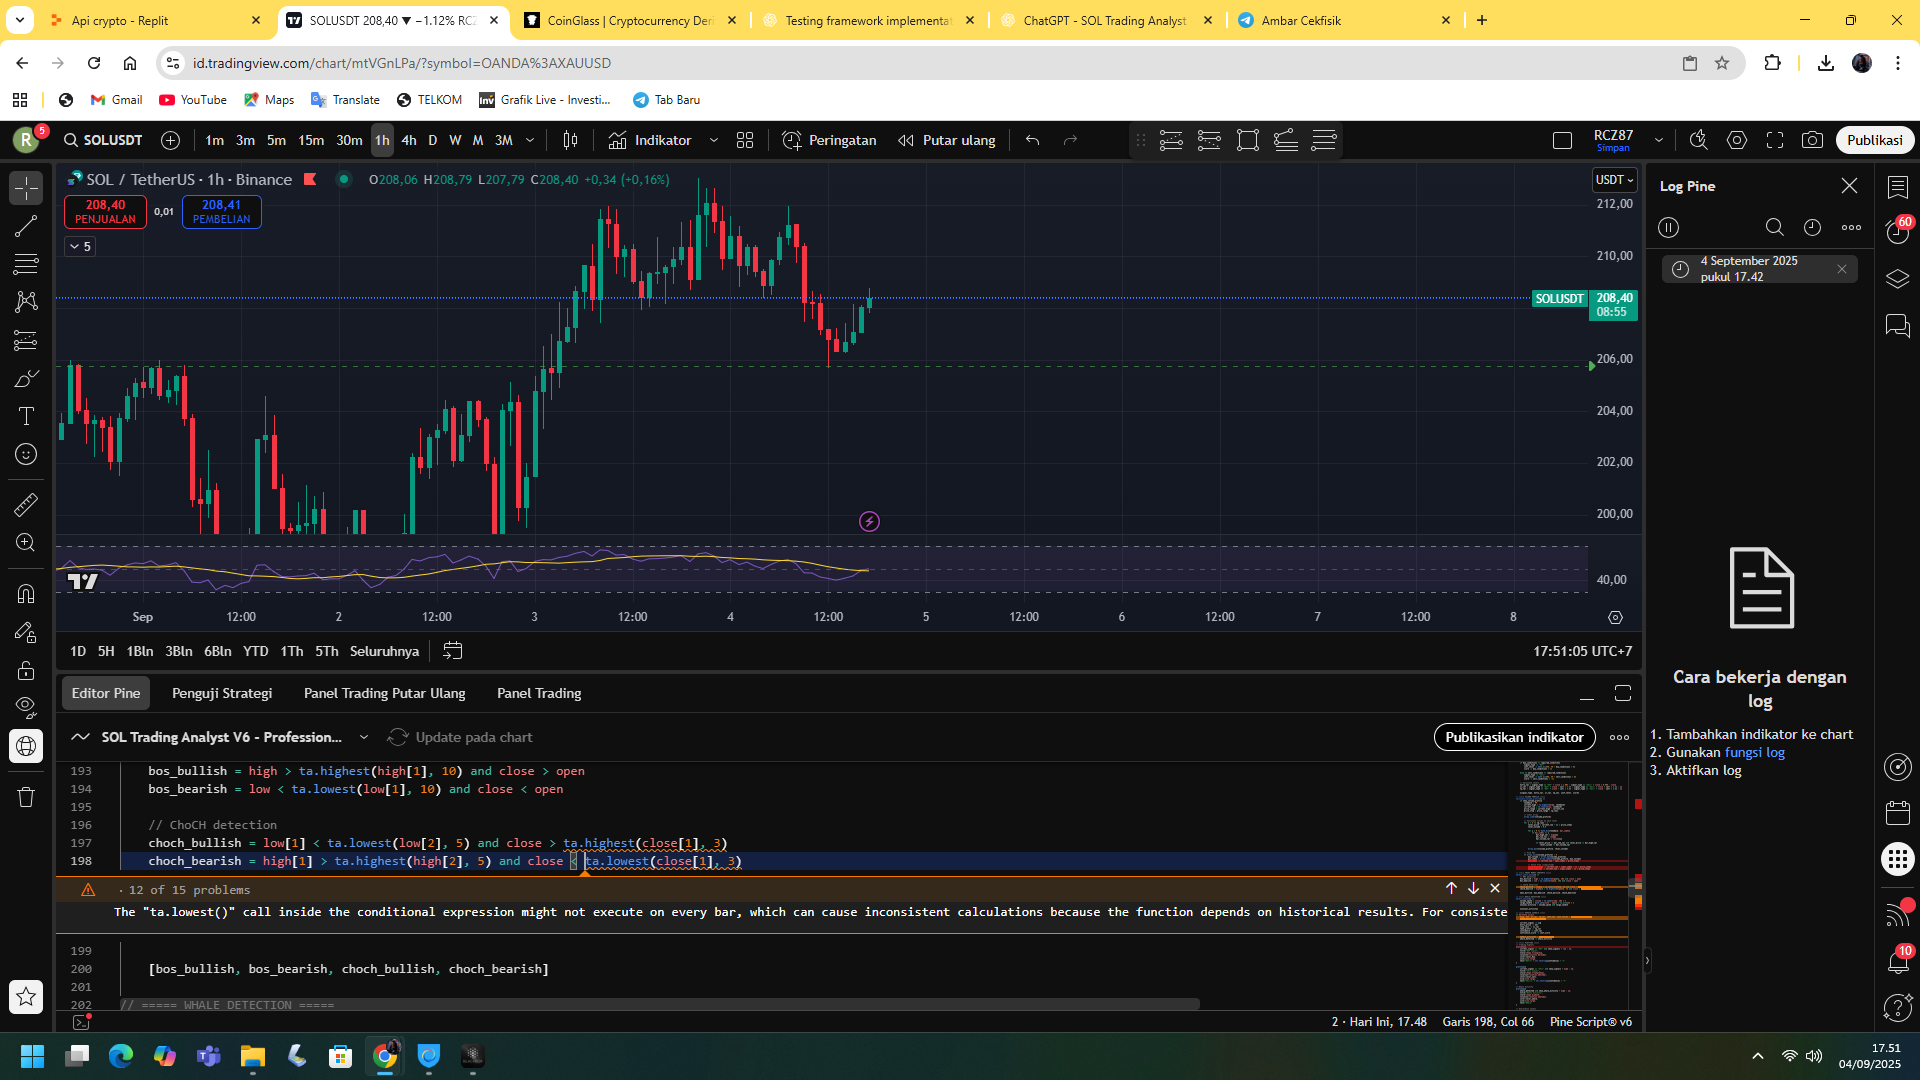 Api crypto - Replit
SOLUSDT 208,40 ▼ −1.12% RCZ
CoinGlass | Cryptocurrency Deri
Testing framework implementat
ChatGPT - SOL Trading Analyst
Ambar Cekfisik
id.tradingview.com/chart/mtVGnLPa/?symbol=OANDA%3AXAUUSD
Gmail
YouTube
Maps
Translate
TELKOM
Inv
Grafik Live - Investi...
Tab Baru
R
5
SOLUSDT
1m 3m 5m 15m 30m 1h 4h D W M 3M
Indikator
Peringatan
Putar ulang
RCZ87
Simpan
Publikasi
SOL / TetherUS · 1h · Binance
O208,06 H208,79 L207,79 C208,40 +0,34 (+0,16%)
208,40
PENJUALAN
0,01
208,41
PEMBELIAN
5
USDT
212,00
210,00
SOLUSDT
208,40
08:55
206,00
204,00
202,00
200,00
40,00
Sep 12:00 2 12:00 3 12:00 4 12:00 5 12:00 6 12:00 7 12:00 8
1D 5H 1Bln 3Bln 6Bln YTD 1Th 5Th Seluruhnya
17:51:05 UTC+7
Log Pine
4 September 2025
pukul 17.42
Cara bekerja dengan
log
1. Tambahkan indikator ke chart
2. Gunakan fungsi log
3. Aktifkan log
60
10
Editor Pine
Penguji Strategi
Panel Trading Putar Ulang
Panel Trading
SOL Trading Analyst V6 - Profession...
Update pada chart
Publikasikan indikator
193 bos_bullish = high > ta.highest(high[1], 10) and close > open
194 bos_bearish = low < ta.lowest(low[1], 10) and close < open
195
196 // ChoCH detection
197 choch_bullish = low[1] < ta.lowest(low[2], 5) and close > ta.highest(close[1], 3)
198 choch_bearish = high[1] > ta.highest(high[2], 5) and close < ta.lowest(close[1], 3)
· 12 of 15 problems
The "ta.lowest()" call inside the conditional expression might not execute on every bar, which can cause inconsistent calculations because the function depends on historical results. For consiste
199
200 [bos_bullish, bos_bearish, choch_bullish, choch_bearish]
201
202 // ===== WHALE DETECTION =====
2 · Hari Ini, 17.48
Garis 198, Col 66
Pine Script® v6
17.51
04/09/2025